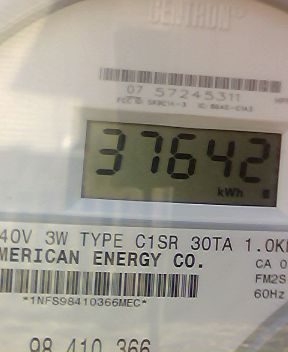 CENTRON
07 57245311
37642
kWh
40V 3W TYPE C1SR 30TA 1.0K
MERICAN ENERGY CO.
CA 0
FM2S
60Hz
*1NFS98410366MEC*
98 410 366